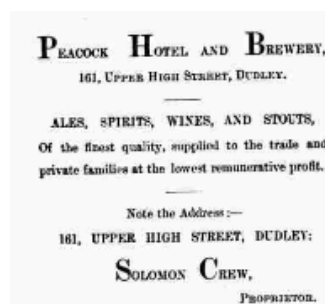 PEACOCK HOTEL AND BREWERY,
161, UPPER HIGH STREET, DUDLEY.
ALES, SPIRITS, WINES, AND STOUTS,
Of the finest quality, supplied to the trade and
private families at the lowest remunerative profit.
Note the Address:—
161, UPPER HIGH STREET, DUDLEY:
SOLOMON CREW,
PROPRIETOR.